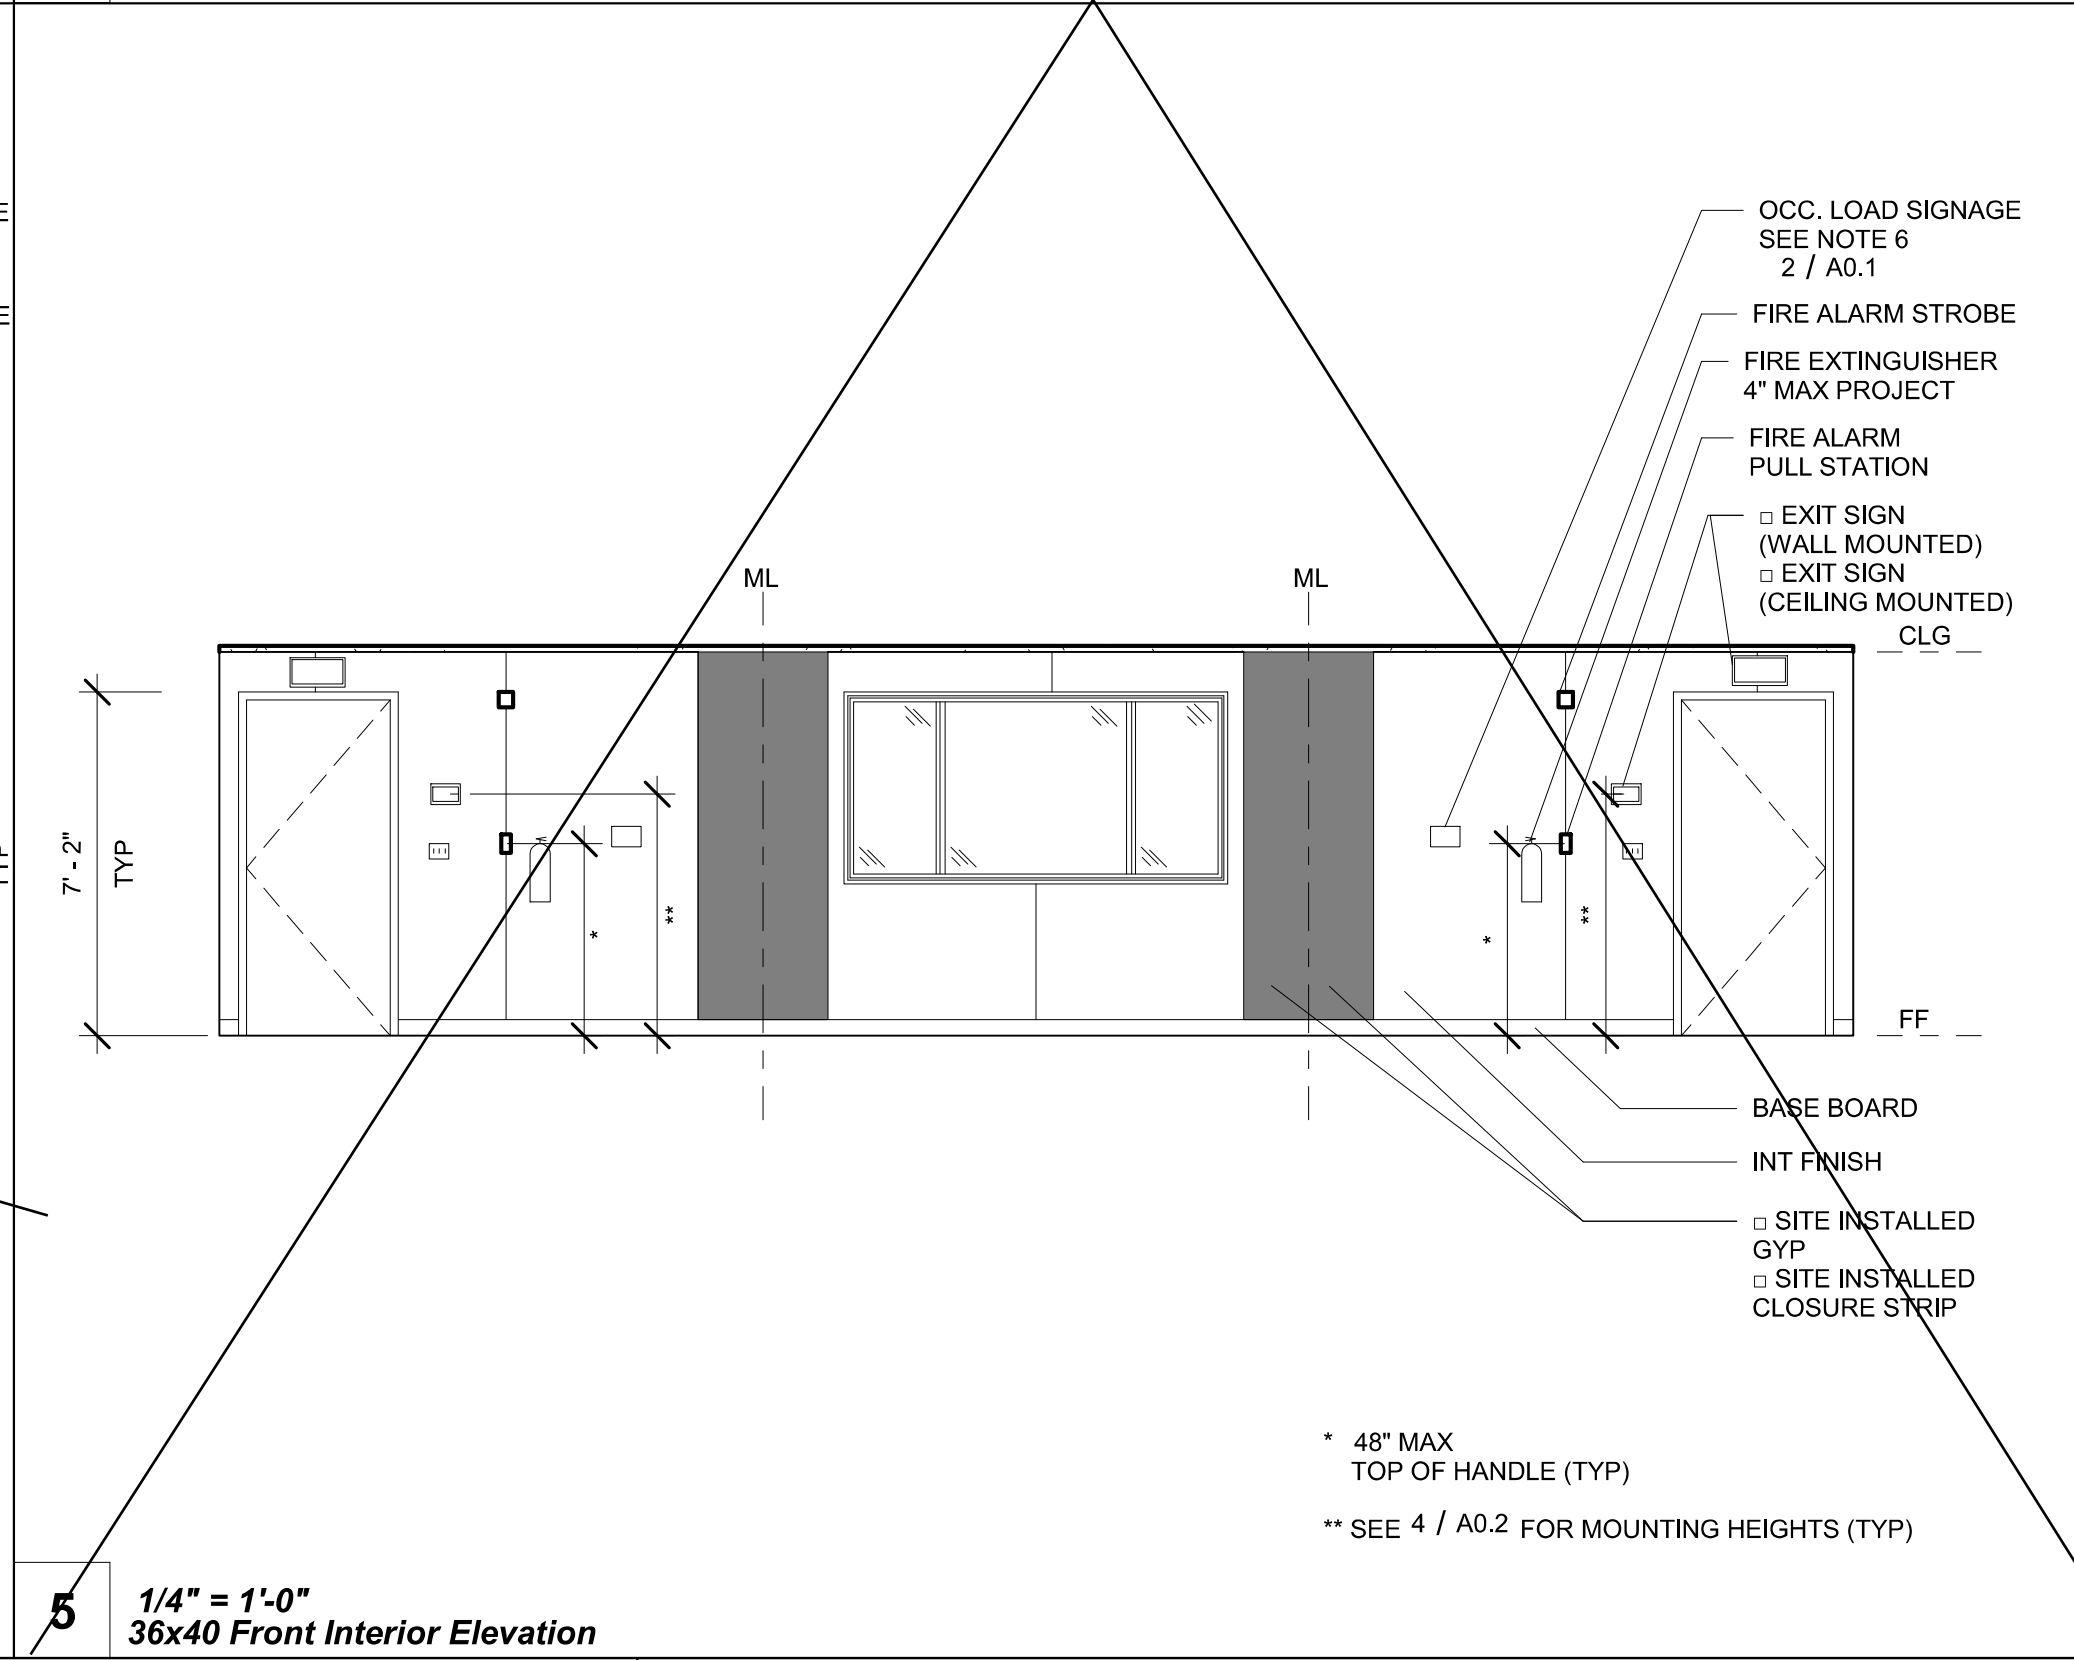 OCC. LOAD SIGNAGE
SEE NOTE 6
2 / A0.1
FIRE ALARM STROBE
FIRE EXTINGUISHER
4" MAX PROJECT
FIRE ALARM
PULL STATION
□ EXIT SIGN
(WALL MOUNTED)
□ EXIT SIGN
(CEILING MOUNTED)
ML
ML
CLG
7' - 2"
TYP
*
**
*
**
FF
BASE BOARD
INT FINISH
□ SITE INSTALLED
GYP
□ SITE INSTALLED
CLOSURE STRIP
* 48" MAX
TOP OF HANDLE (TYP)
** SEE 4 / A0.2 FOR MOUNTING HEIGHTS (TYP)
5
1/4" = 1'-0"
36x40 Front Interior Elevation